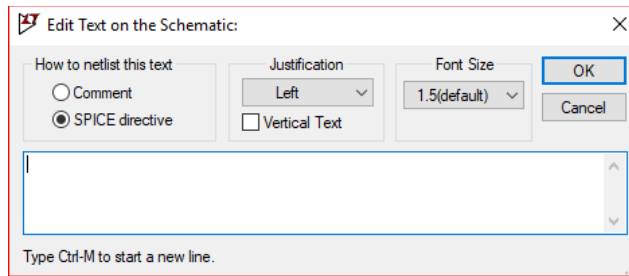 Edit Text on the Schematic:
How to netlist this text
Comment
SPICE directive
Justification
Left
Vertical Text
Font Size
1.5(default)
OK
Cancel
Type Ctrl-M to start a new line.